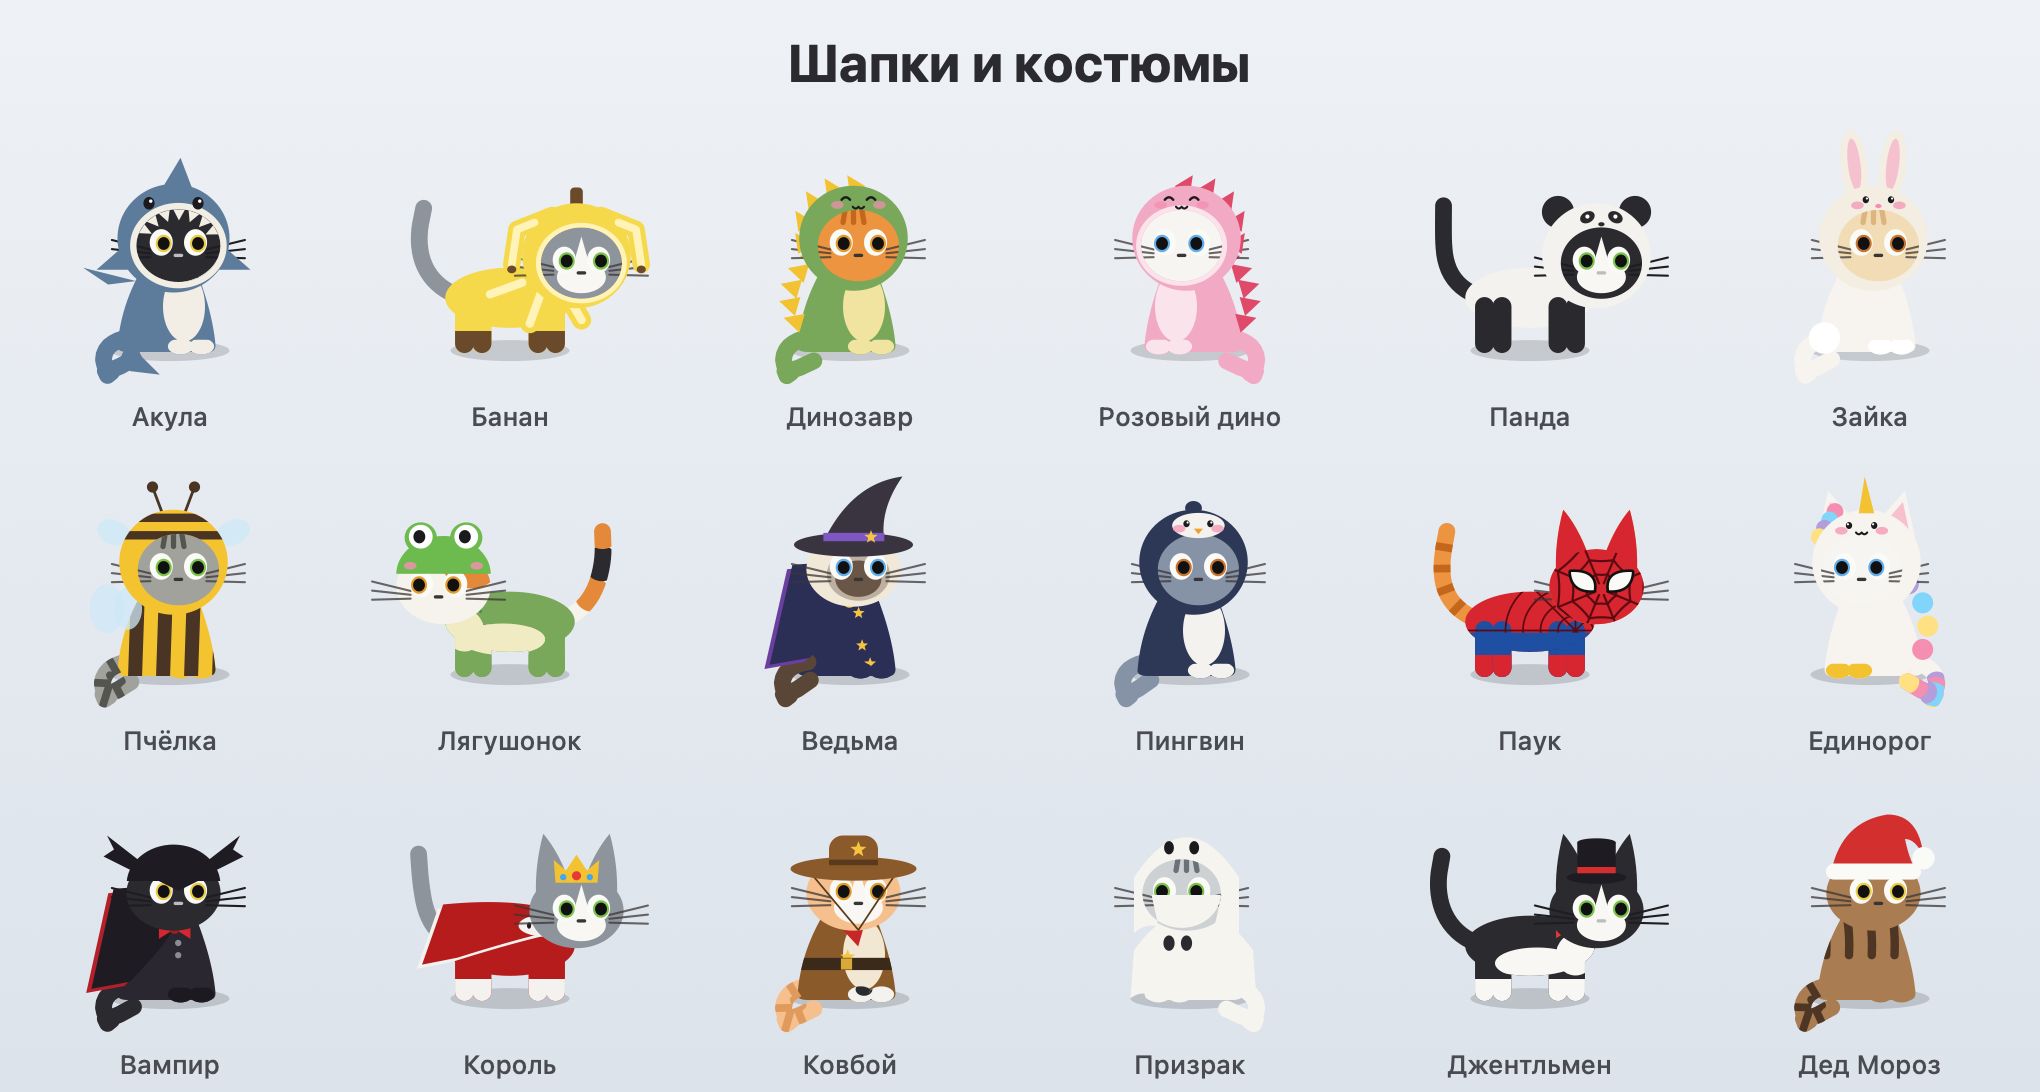 Шапки и костюмы
Акула
Банан
Динозавр
Розовый дино
Панда
Зайка
Пчёлка
Лягушонок
Ведьма
Пингвин
Паук
Единорог
Вампир
Король
Ковбой
Призрак
Джентльмен
Дед Мороз